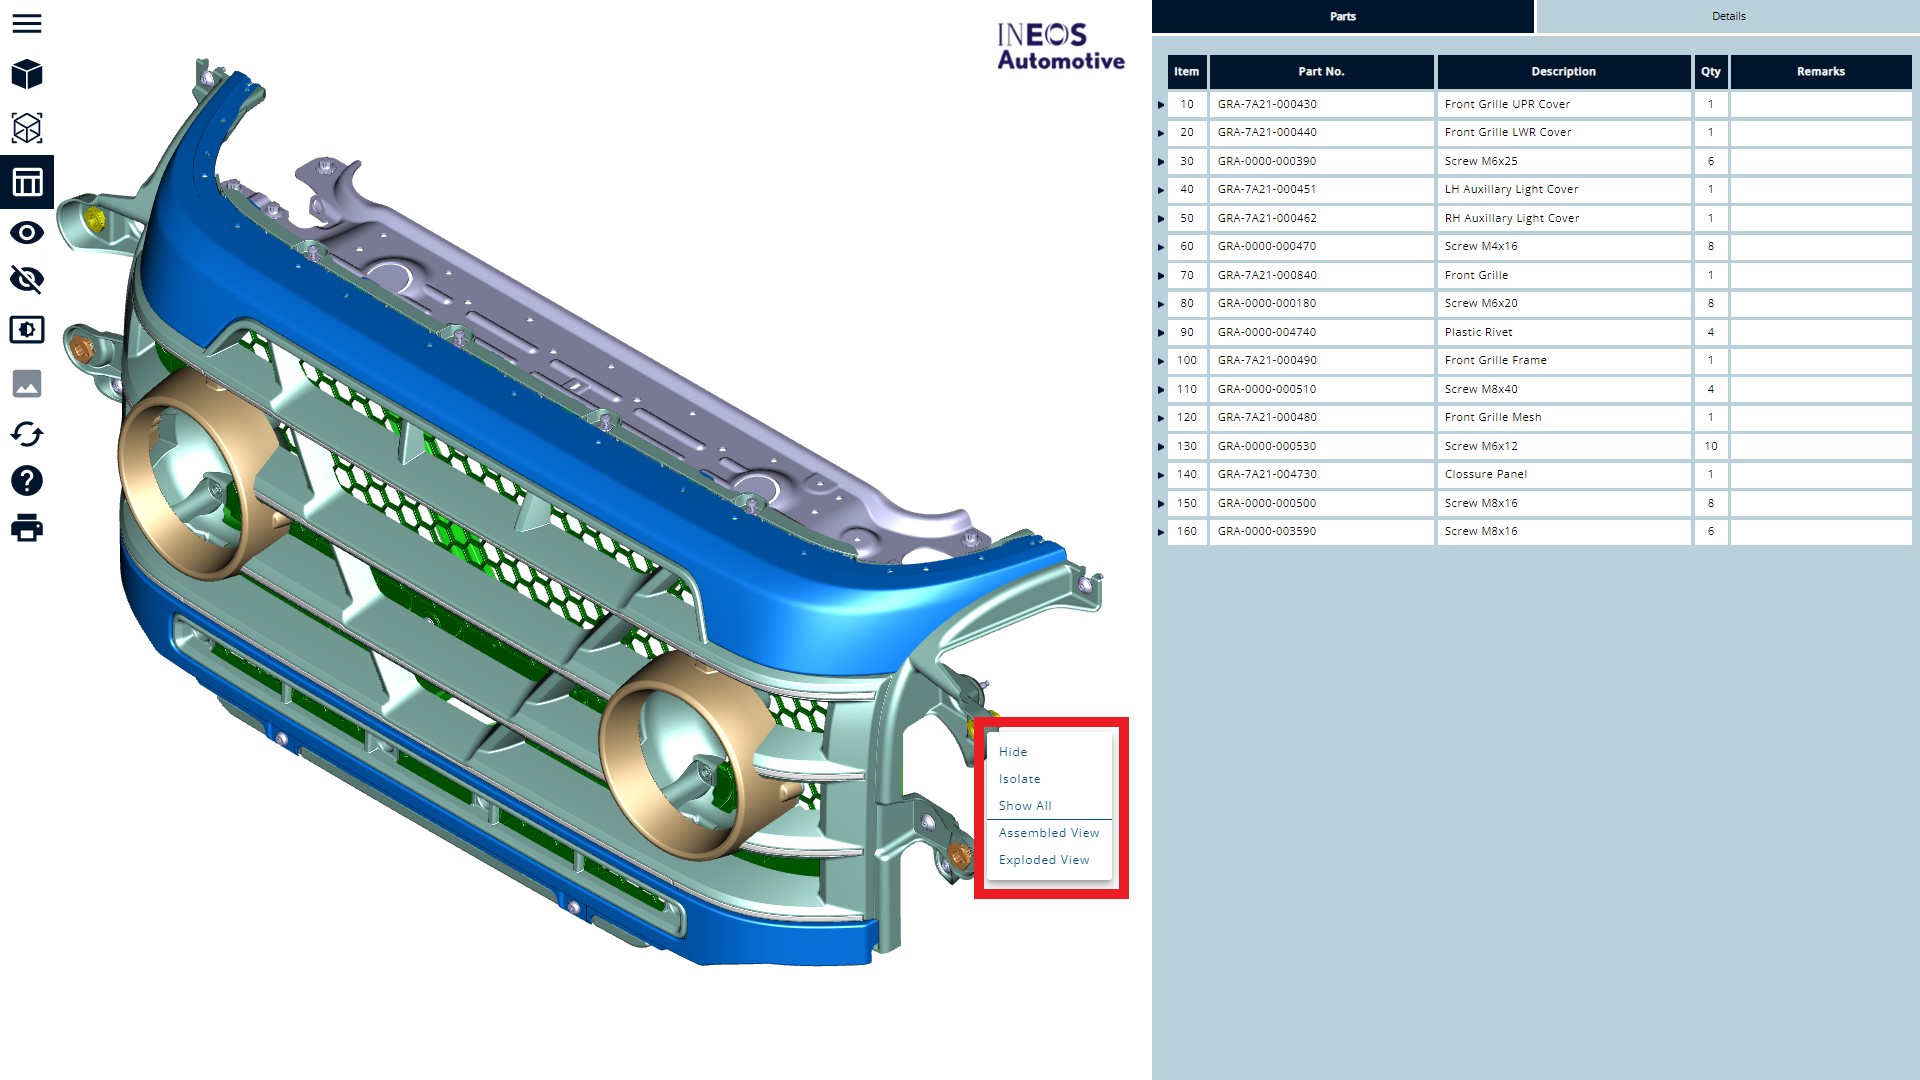 INEOS
Automotive
Hide
Isolate
Show All
Assembled View
Exploded View
Parts Details
Item Part No. Description Qty Remarks
10 GRA-7A21-000430 Front Grille UPR Cover 1
20 GRA-7A21-000440 Front Grille LWR Cover 1
30 GRA-0000-000390 Screw M6x25 6
40 GRA-7A21-000451 LH Auxillary Light Cover 1
50 GRA-7A21-000462 RH Auxillary Light Cover 1
60 GRA-0000-000470 Screw M4x16 8
70 GRA-7A21-000840 Front Grille 1
80 GRA-0000-000180 Screw M6x20 8
90 GRA-0000-004740 Plastic Rivet 4
100 GRA-7A21-000490 Front Grille Frame 1
110 GRA-0000-000510 Screw M8x40 4
120 GRA-7A21-000480 Front Grille Mesh 1
130 GRA-0000-000530 Screw M6x12 10
140 GRA-7A21-004730 Clossure Panel 1
150 GRA-0000-000500 Screw M8x16 8
160 GRA-0000-003590 Screw M8x16 6